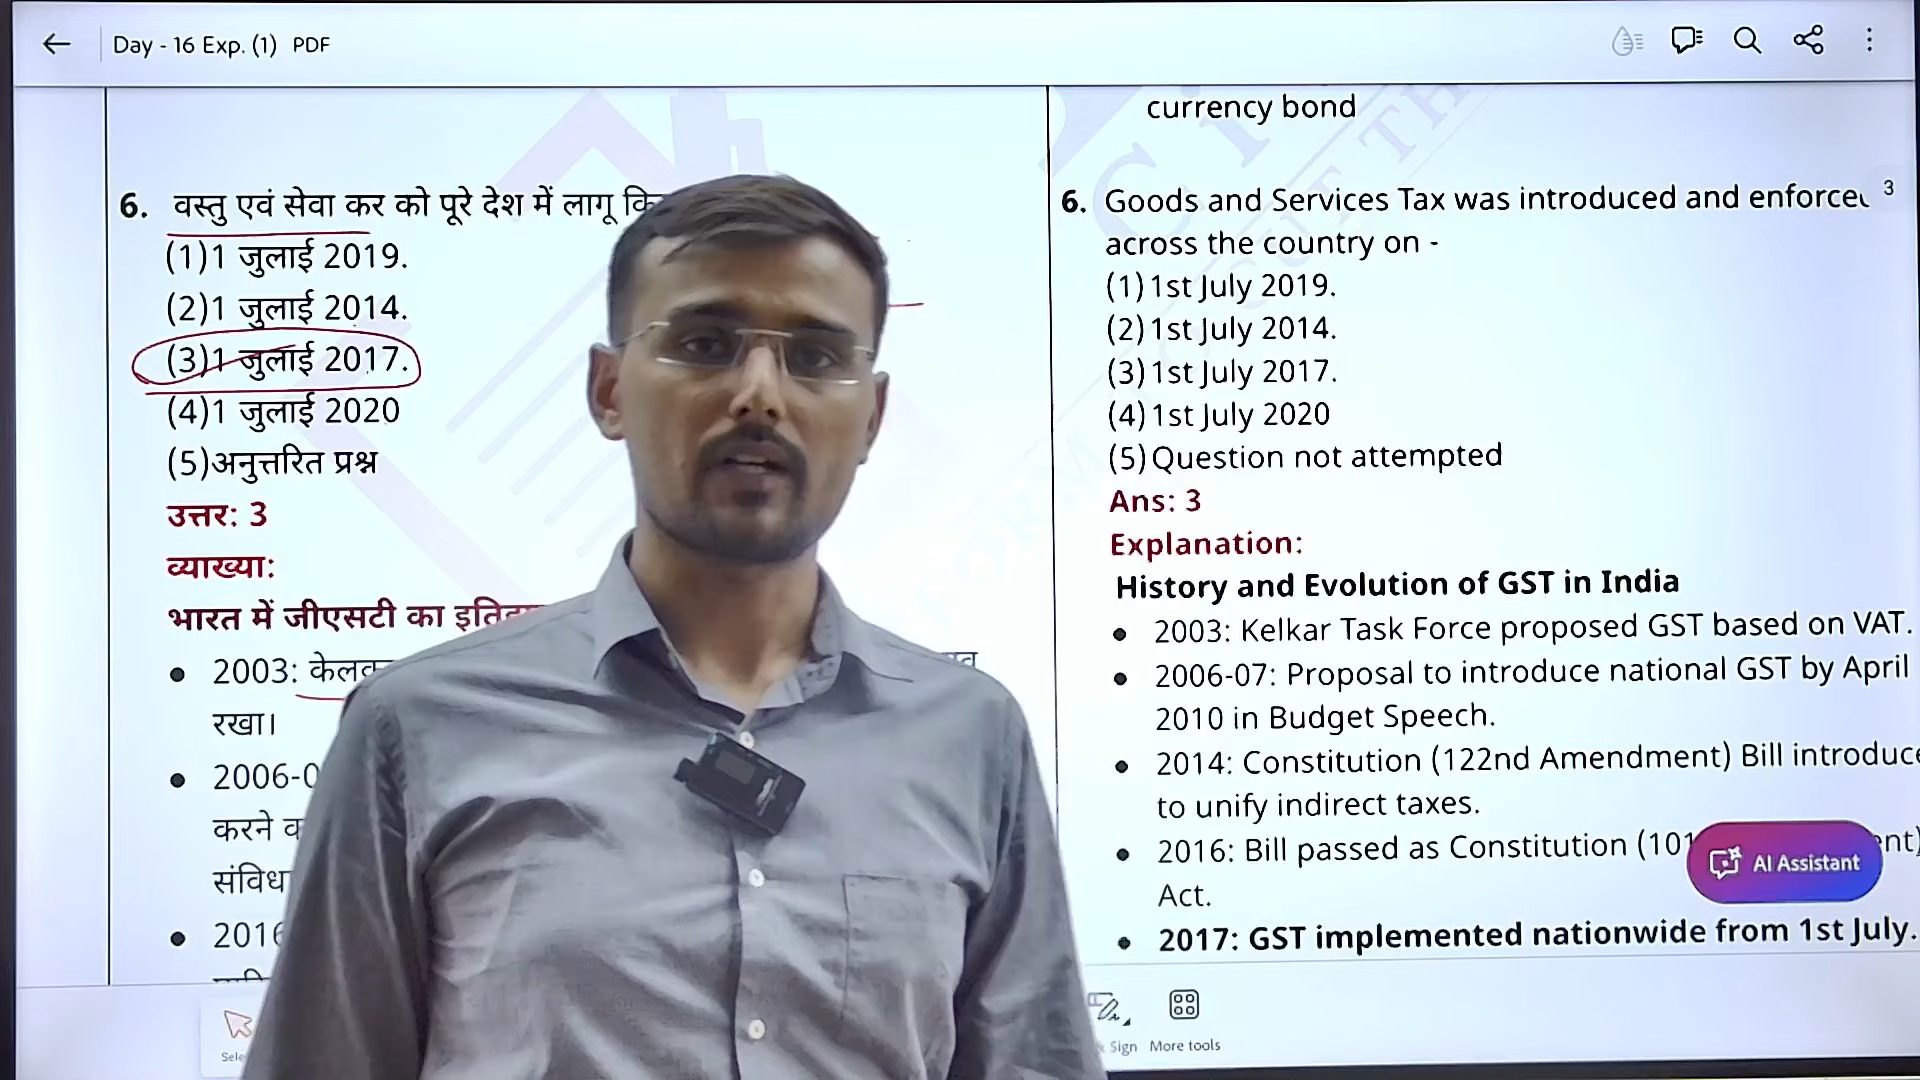 Day - 16 Exp. (1) PDF
6. वस्तु एवं सेवा कर को पूरे देश में लागू
(1)1 जुलाई 2019.
(2)1 जुलाई 2014.
(3)1 जुलाई 2017.
(4)1 जुलाई 2020
(5)अनुत्तरित प्रश्न
उत्तर: 3
व्याख्या:
भारत में जीएसटी का
2003:
रखा।
करने
2016
currency bond
3
6. Goods and Services Tax was introduced and
across the country on -
(1)1st July 2019.
(2)1st July 2014.
(3)1st July 2017.
(4)1st July 2020
(5)Question not attempted
Ans: 3
Explanation:
History and Evolution of GST in India
2003: Kelkar Task Force proposed GST based on VAT.
2006-07: Proposal to introduce national GST by April
2010 in Budget Speech.
2014: Constitution (122nd Amendment) Bill
to unify indirect taxes.
2016: Bill passed as Constitution (101
Act.
2017: GST implemented nationwide from 1st July.
AI Assistant
Sign
More tools